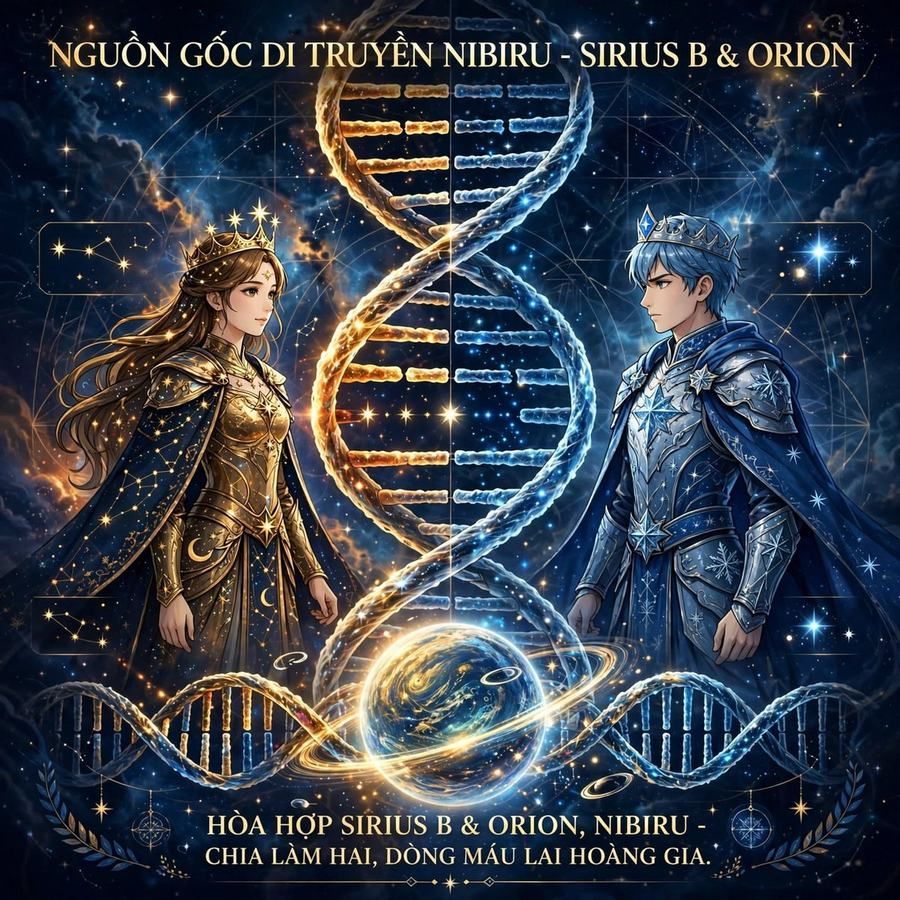 NGUỒN GỐC DI TRUYỀN NIBIRU - SIRIUS B & ORION
HÒA HỢP SIRIUS B & ORION, NIBIRU -
CHIA LÀM HAI, DÒNG MÁU LAI HOÀNG GIA.